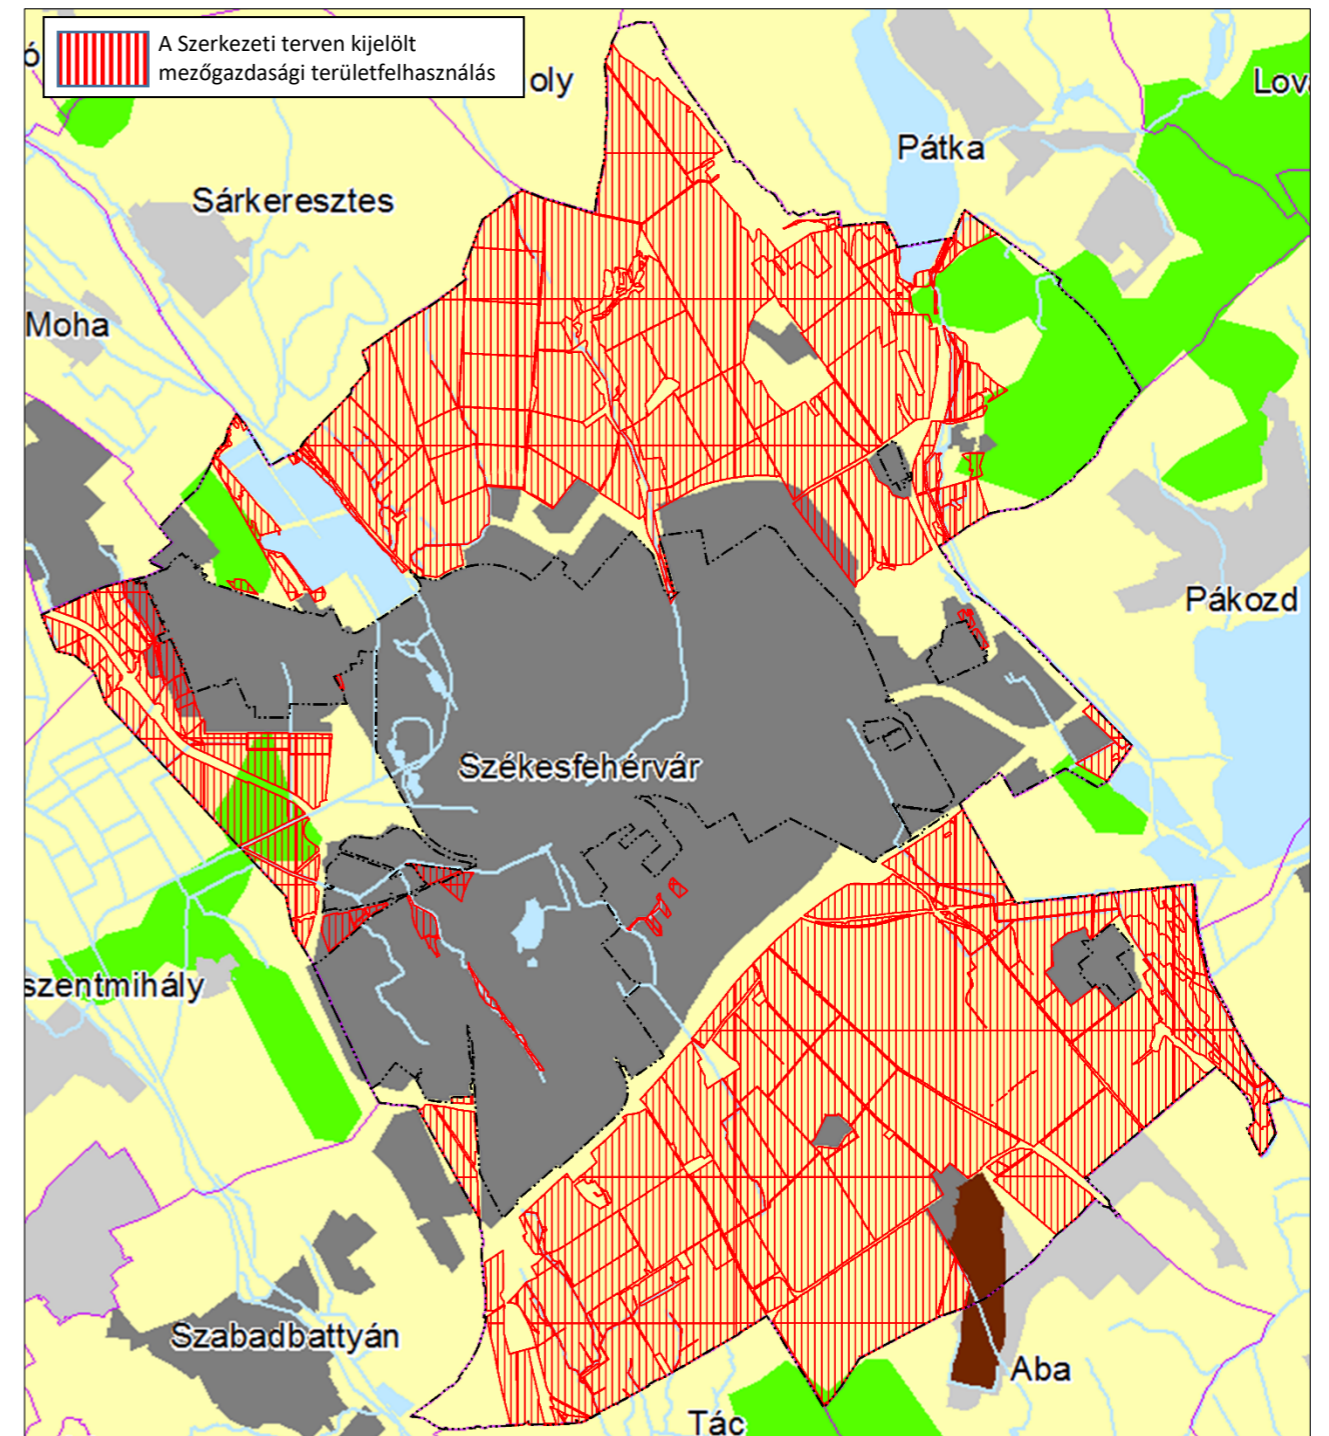 A Szerkezeti terven kijelölt
mezőgazdasági területfelhasználás
ó
oly
Lov
Pátka
Sárkeresztes
Moha
Pákozd
Székesfehérvár
szentmihály
Szabadbattyán
Aba
Tác